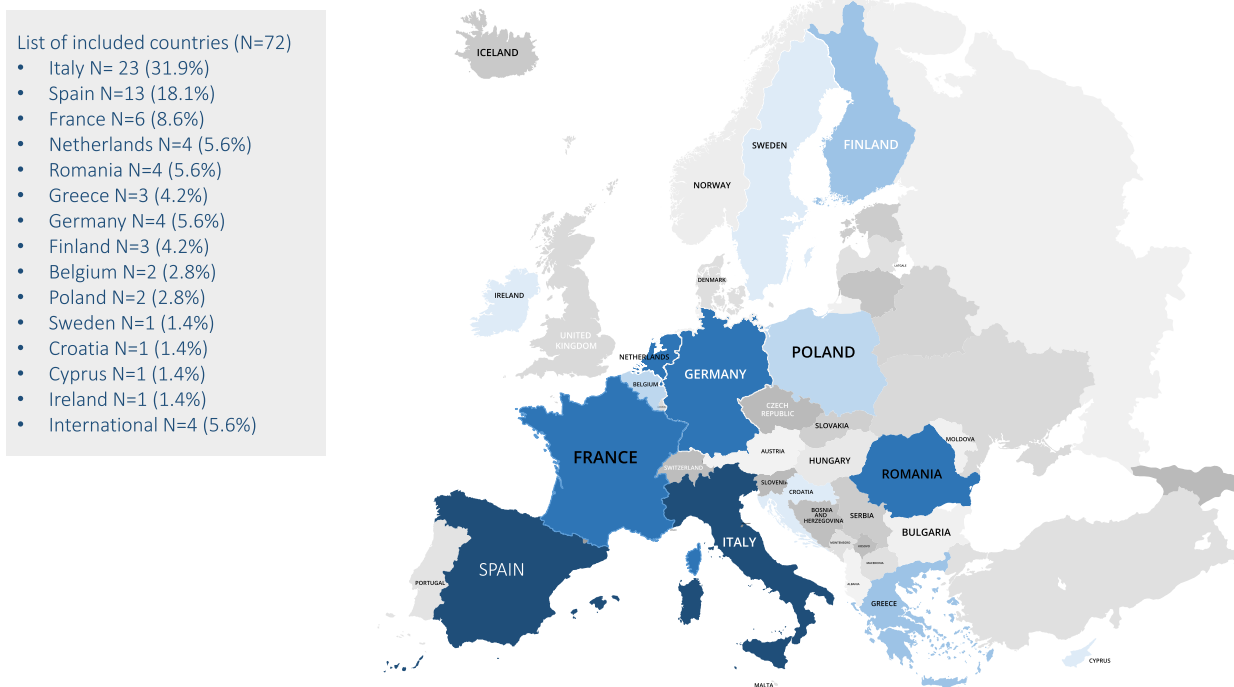 List of included countries (N=72)
• Italy N= 23 (31.9%)
• Spain N=13 (18.1%)
• France N=6 (8.6%)
• Netherlands N=4 (5.6%)
• Romania N=4 (5.6%)
• Greece N=3 (4.2%)
• Germany N=4 (5.6%)
• Finland N=3 (4.2%)
• Belgium N=2 (2.8%)
• Poland N=2 (2.8%)
• Sweden N=1 (1.4%)
• Croatia N=1 (1.4%)
• Cyprus N=1 (1.4%)
• Ireland N=1 (1.4%)
• International N=4 (5.6%)
ICELAND
SWEDEN
FINLAND
NORWAY
LATGALE
DENMARK
IRELAND
UNITED
KINGDOM
NETHERLANDS
POLAND
GERMANY
BELGIUM
CZECH
REPUBLIC
SLOVAKIA
MOLDOVA
AUSTRIA
FRANCE
HUNGARY
SWITZERLAND
ROMANIA
SLOVENI
CROATIA
BOSNIA
AND
HERZEGOVINA
SERBIA
BULGARIA
ITALY
MONTENEGRO
SPAIN
PORTUGAL
ALBANIA
GREECE
CYPRUS
MALTA